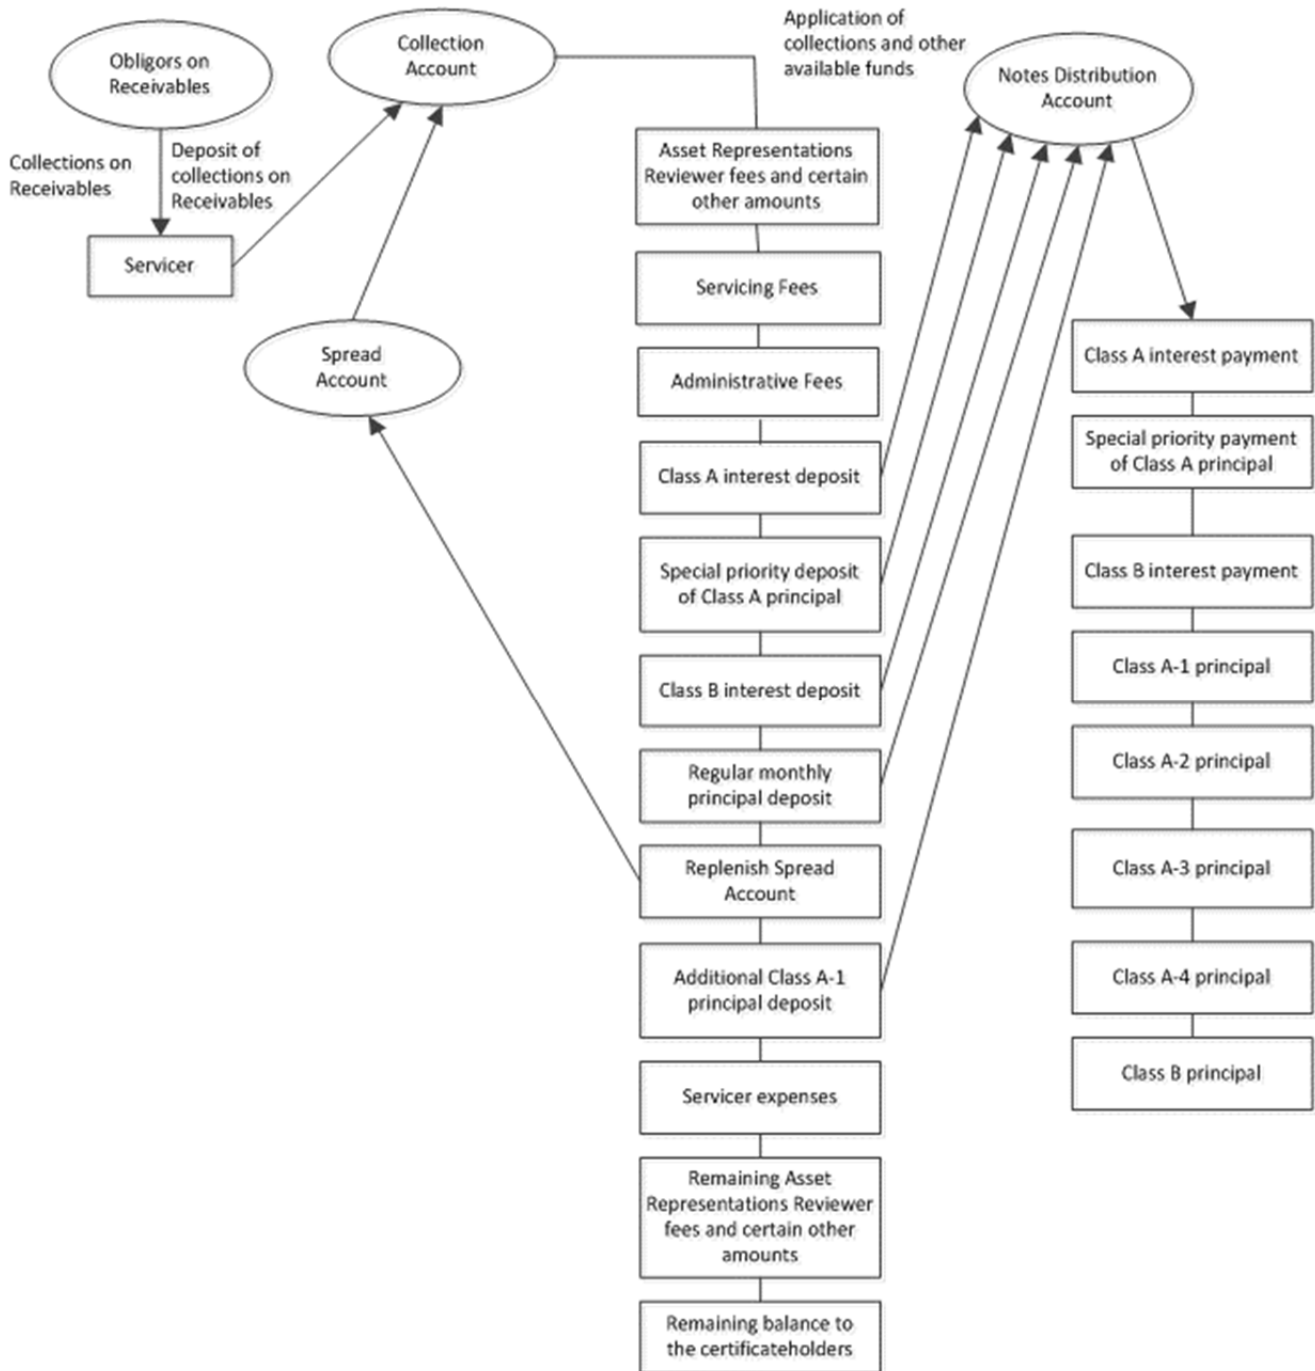 Obligors on
Receivables
Collections on
Receivables
Deposit of
collections on
Receivables
Servicer
Collection
Account
Spread
Account
Application of
collections and other
available funds
Asset Representations
Reviewer fees and certain
other amounts
Servicing Fees
Administrative Fees
Class A interest deposit
Special priority deposit
of Class A principal
Class B interest deposit
Regular monthly
principal deposit
Replenish Spread
Account
Additional Class A-1
principal deposit
Servicer expenses
Remaining Asset
Representations Reviewer
fees and certain other
amounts
Remaining balance to
the certificateholders
Notes Distribution
Account
Class A interest payment
Special priority payment
of Class A principal
Class B interest payment
Class A-1 principal
Class A-2 principal
Class A-3 principal
Class A-4 principal
Class B principal